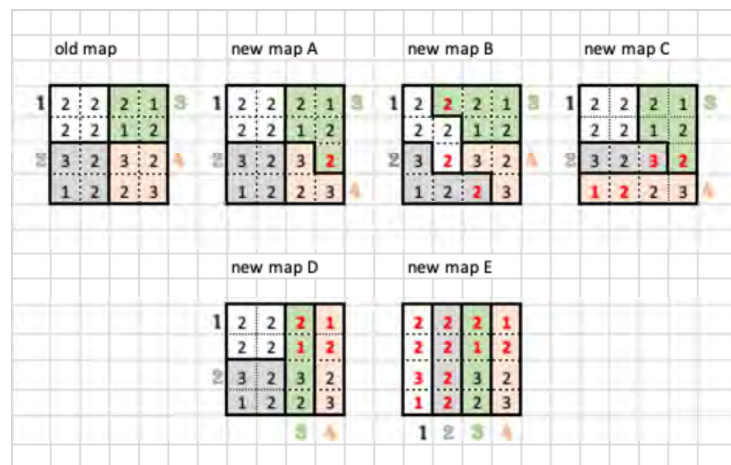 old map new map A new map B new map C
1 2 2 2 1 3 1 2 2 2 1 3 1 2 2 2 1 3 1 2 2 2 1 3
2 2 1 2 2 2 1 2 2 2 1 2 2 2 1 2
2 3 2 3 2 4 2 3 2 3 2 2 3 2 3 2 4 2 3 2 3 2
1 2 2 3 1 2 2 3 4 1 2 2 3 1 2 2 3 4
new map D new map E
1 2 2 2 1 2 2 2 1
2 2 1 2 2 2 1 2
2 3 2 3 2 3 2 3 2
1 2 2 3 1 2 2 3
3 4 1 2 3 4